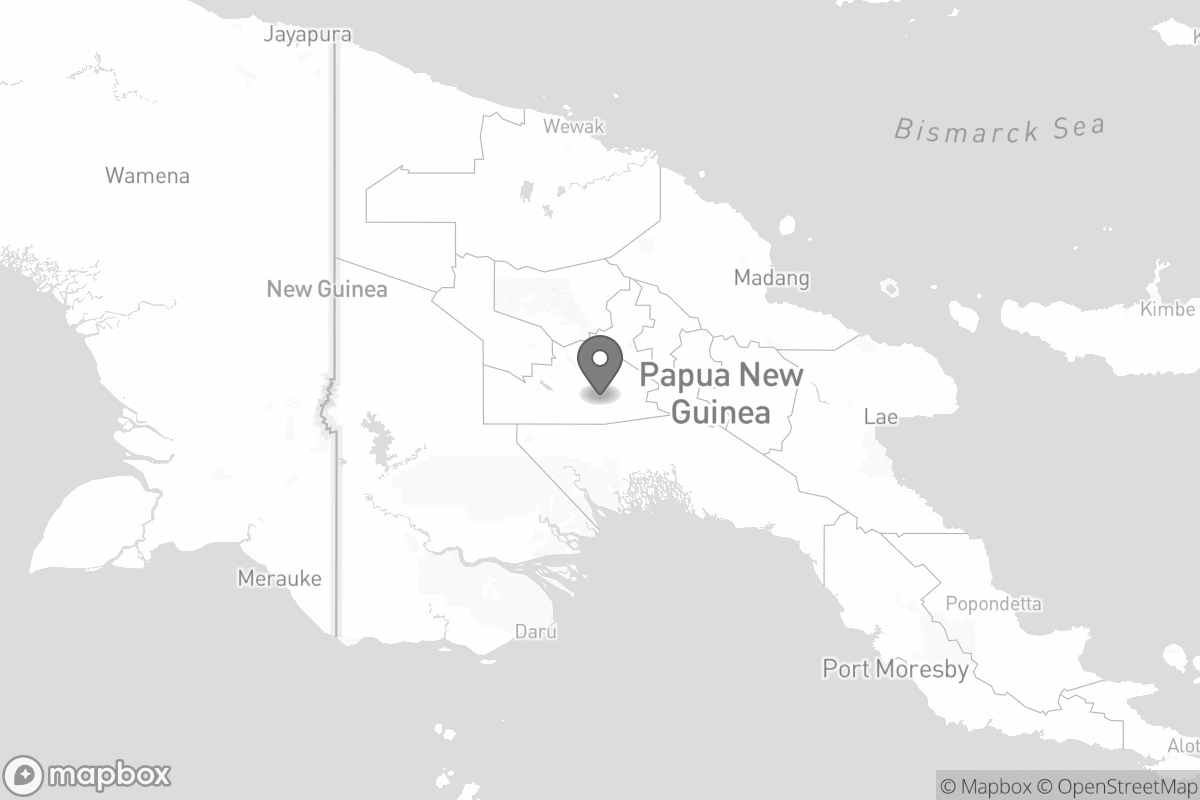 Jayapura
Wewak
Bismarck Sea
Wamena
Madang
New Guinea
Kimbe
Papua New
Guinea
Lae
Merauke
Popondetta
Darú
Port Moresby
Alot
mapbox
© Mapbox © OpenStreetMap